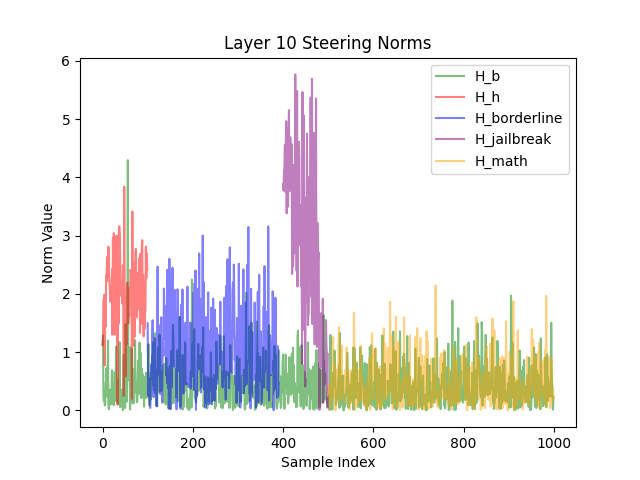 Layer 10 Steering Norms
H_b
H_h
H_borderline
H_jailbreak
H_math
Norm Value
6
5
4
3
2
1
0
0 200 400 600 800 1000
Sample Index